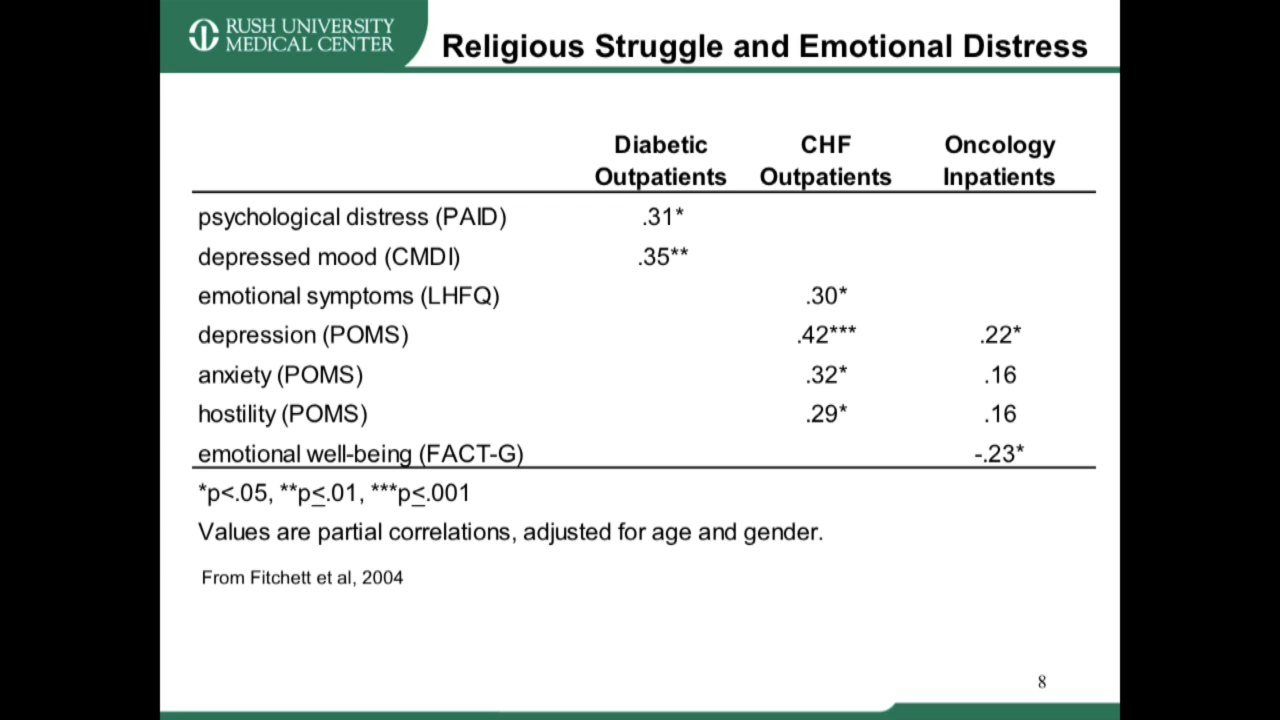 RUSH UNIVERSITY
MEDICAL CENTER
Religious Struggle and Emotional Distress
Diabetic CHF Oncology
Outpatients Outpatients Inpatients
psychological distress (PAID) .31*
depressed mood (CMDI) .35**
emotional symptoms (LHFQ) .30*
depression (POMS) .42*** .22*
anxiety (POMS) .32* .16
hostility (POMS) .29* .16
emotional well-being (FACT-G) -.23*
*p<.05, **p≤.01, ***p≤.001
Values are partial correlations, adjusted for age and gender.
From Fitchett et al, 2004
8